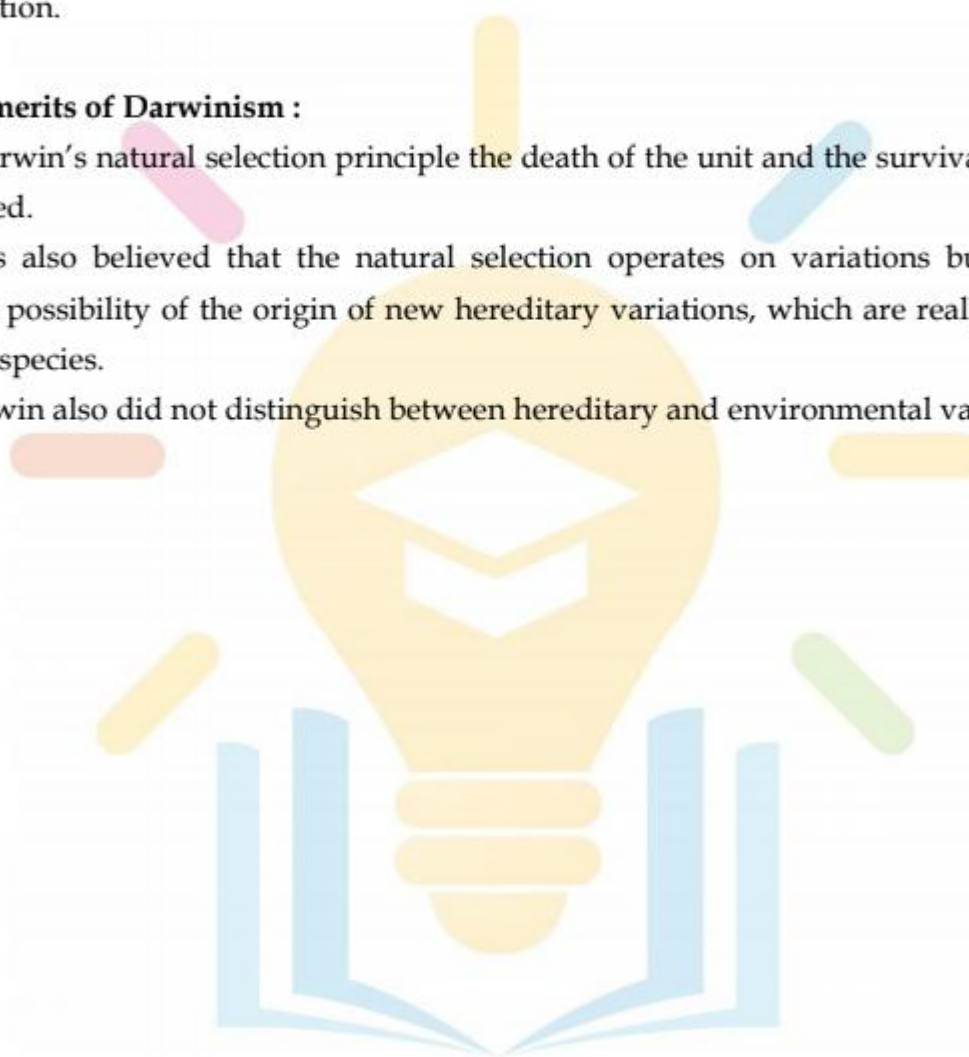 tion.
merits of Darwinism :
rwin's natural selection principle the death of the unit and the surviva
ed.
s also believed that the natural selection operates on variations bu
possibility of the origin of new hereditary variations, which are real
species.
win also did not distinguish between hereditary and environmental va